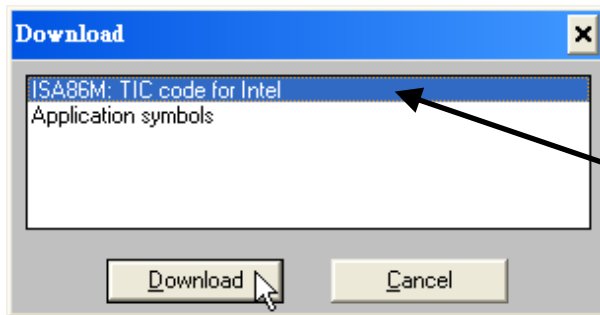 Download
ISA86M: TIC code for Intel
Application symbols
Download
Cancel